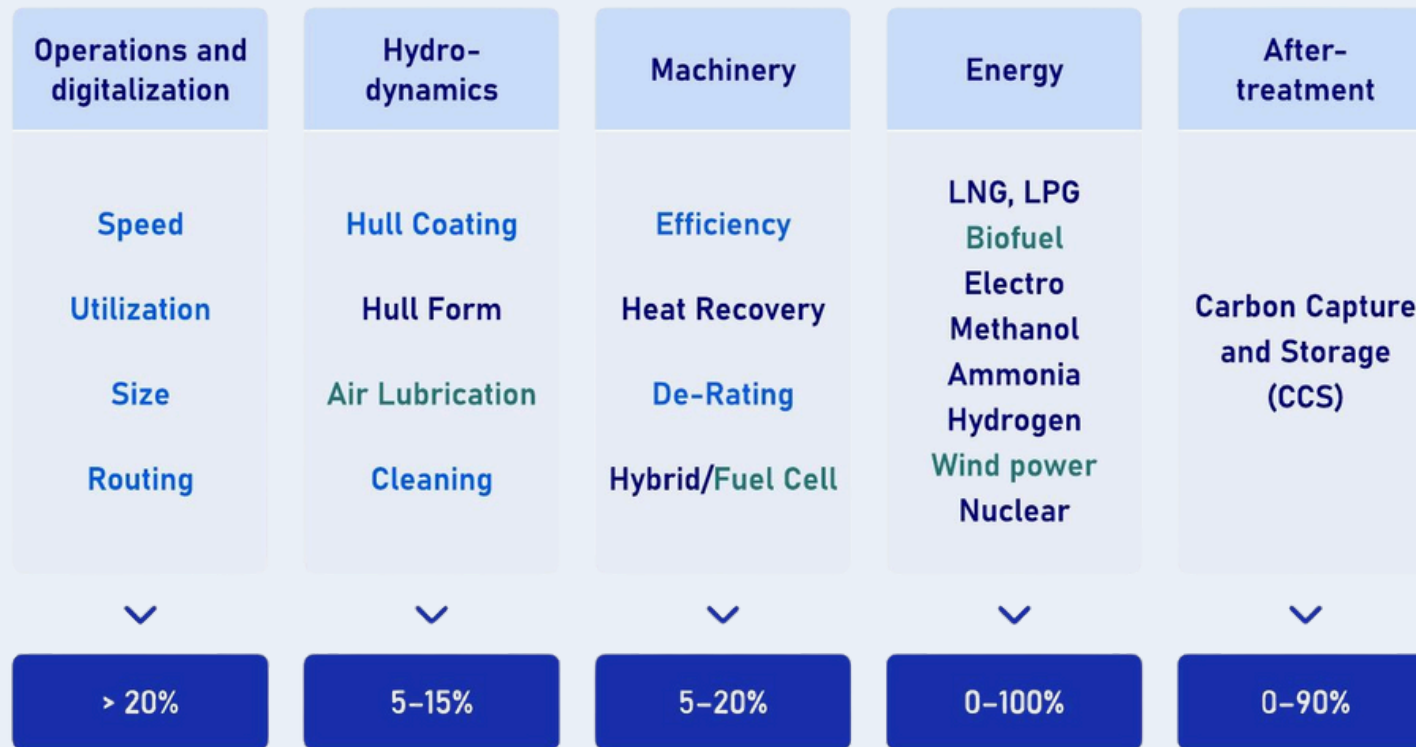 Operations and
digitalization
Speed
Utilization
Size
Routing
> 20%
Hydro-
dynamics
Hull Coating
Hull Form
Air Lubrication
Cleaning
5–15%
Machinery
Efficiency
Heat Recovery
De-Rating
Hybrid/Fuel Cell
5–20%
Energy
LNG, LPG
Biofuel
Electro
Methanol
Ammonia
Hydrogen
Wind power
Nuclear
0–100%
After-
treatment
Carbon Capture
and Storage
(CCS)
0–90%